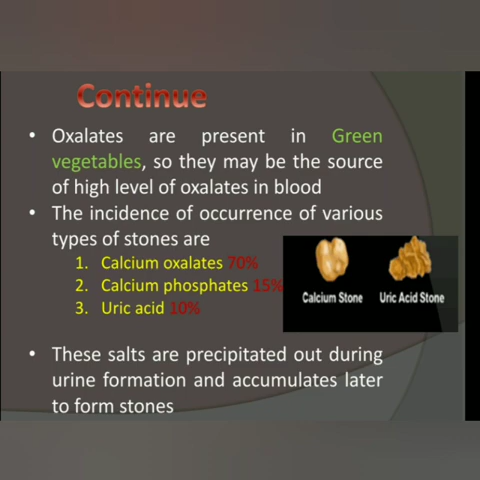 Continue
• Oxalates are present in Green
vegetables, so they may be the source
of high level of oxalates in blood
• The incidence of occurrence of various
types of stones are
1. Calcium oxalates 70%
2. Calcium phosphates 15%
3. Uric acid 10%
Calcium Stone Uric Acid Stone
• These salts are precipitated out during
urine formation and accumulates later
to form stones